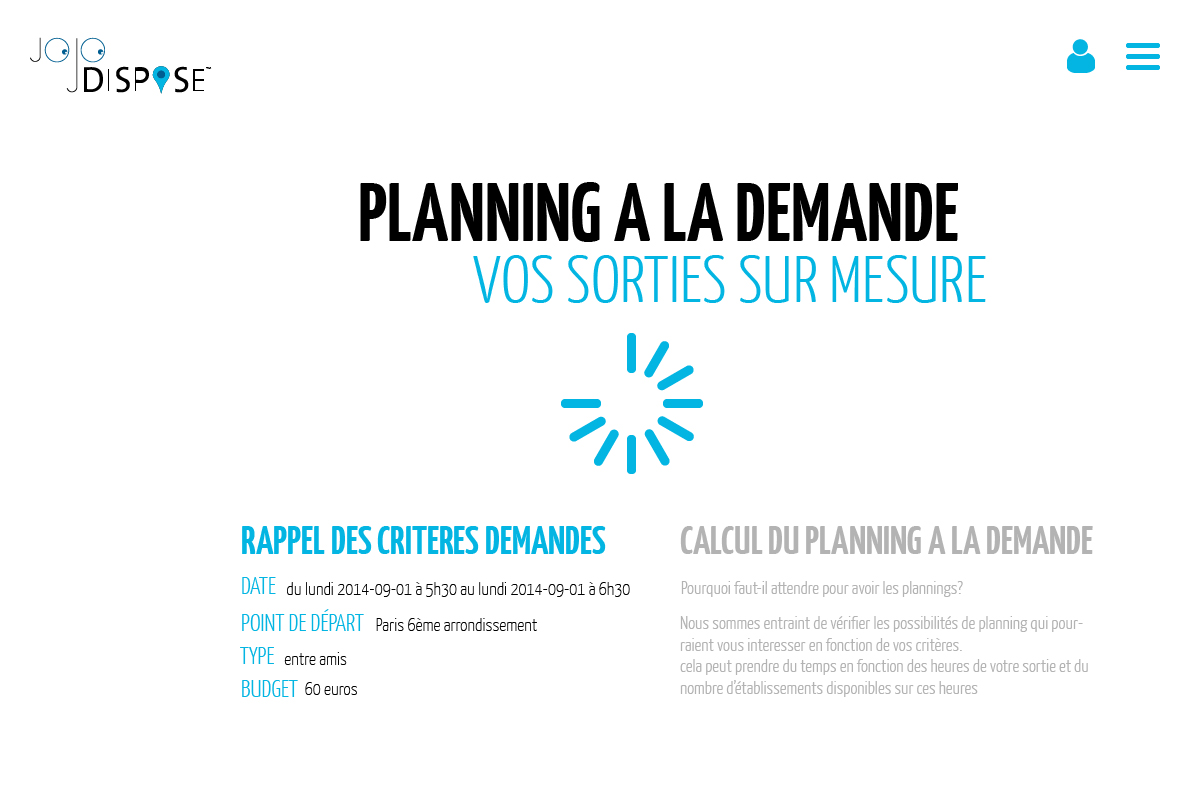 JOJO
JDISPOSE™
PLANNING A LA DEMANDE
VOS SORTIES SUR MESURE
RAPPEL DES CRITERES DEMANDES
DATE du lundi 2014-09-01 à 5h30 au lundi 2014-09-01 à 6h30
POINT DE DÉPART Paris 6ème arrondissement
TYPE entre amis
BUDGET 60 euros
CALCUL DU PLANNING A LA DEMANDE
Pourquoi faut-il attendre pour avoir les plannings?
Nous sommes entraint de vérifier les possibilités de planning qui pour-
raient vous interesser en fonction de vos critères.
cela peut prendre du temps en fonction des heures de votre sortie et du
nombre d'établissements disponibles sur ces heures